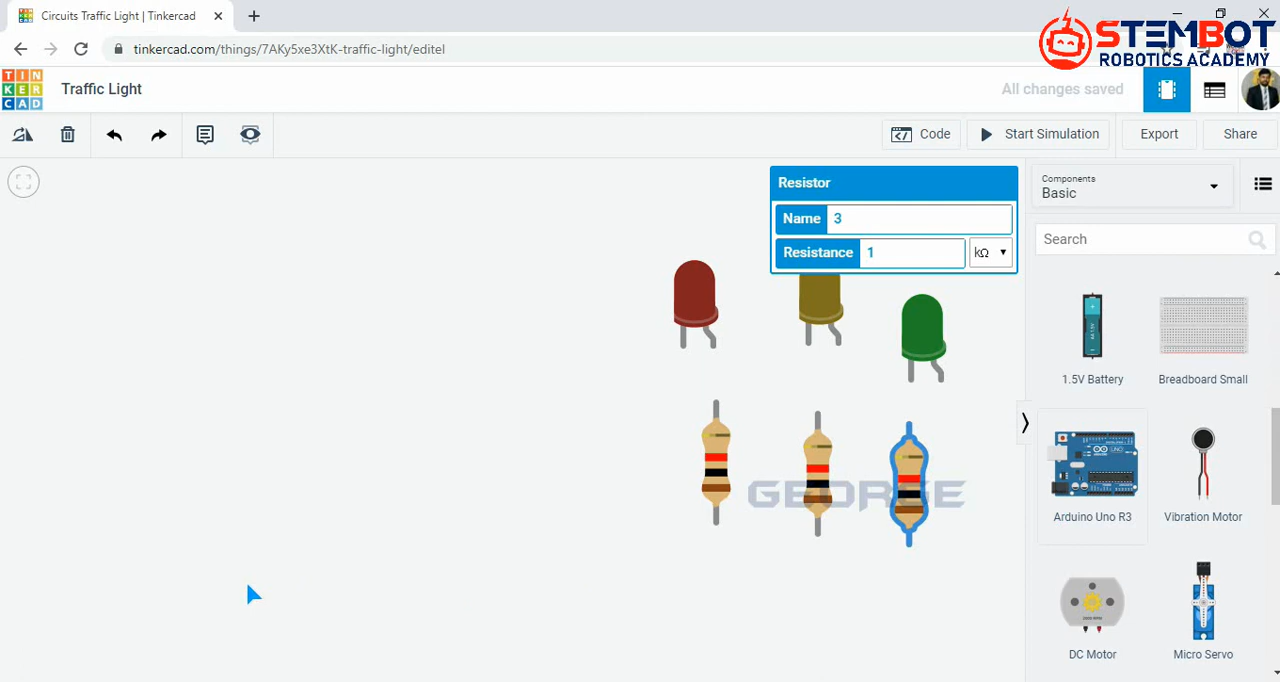 Circuits Traffic Light | Tinkercad
tinkercad.com/things/7AKy5xe3XtK-traffic-light/editel
STEMBOT
ROBOTICS ACADEMY
TIN
KER
CAD
Traffic Light
All changes saved
Code
Start Simulation
Export
Share
Resistor
Name 3
Resistance 1 kΩ
Components
Basic
Search
1.5V Battery
Breadboard Small
Arduino Uno R3
Vibration Motor
DC Motor
Micro Servo
GEORGE